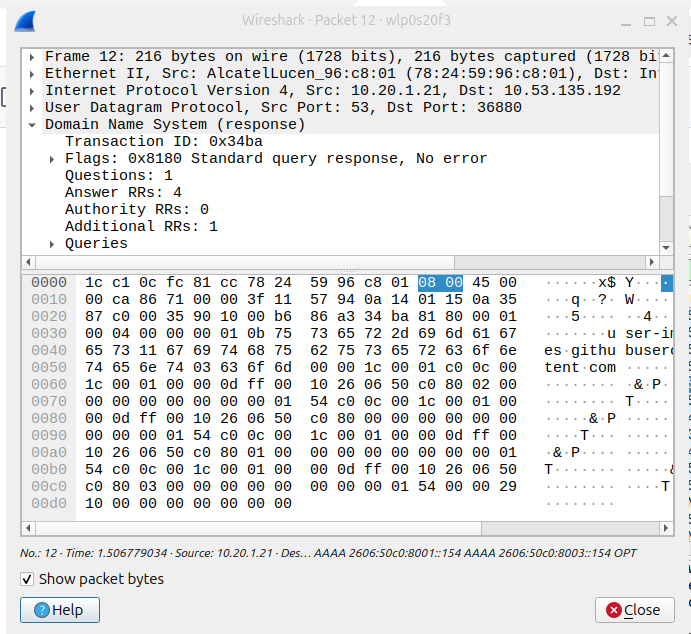 Wireshark · Packet 12 · wlp0s20f3
Frame 12: 216 bytes on wire (1728 bits), 216 bytes captured (1728 bi
Ethernet II, Src: AlcatelLucen_96:c8:01 (78:24:59:96:c8:01), Dst: In
Internet Protocol Version 4, Src: 10.20.1.21, Dst: 10.53.135.192
User Datagram Protocol, Src Port: 53, Dst Port: 36880
Domain Name System (response)
Transaction ID: 0x34ba
Flags: 0x8180 Standard query response, No error
Questions: 1
Answer RRs: 4
Authority RRs: 0
Additional RRs: 1
Queries
0000 1c c1 0c fc 81 cc 78 24 59 96 c8 01 08 00 45 00 ······x$ Y·····E·
0010 00 ca 86 71 00 00 3f 11 57 94 0a 14 01 15 0a 35 ···q··?· W······5
0020 87 c0 00 35 90 10 00 b6 86 a3 34 ba 81 80 00 01 ···5···· ··4·····
0030 00 04 00 00 00 01 0b 75 73 65 72 2d 69 6d 61 67 ·······u ser-imag
0040 65 73 11 67 69 74 68 75 62 75 73 65 72 63 6f 6e es·githu busercon
0050 74 65 6e 74 03 63 6f 6d 00 00 1c 00 01 c0 0c 00 tent·com ········
0060 1c 00 01 00 00 0d ff 00 10 26 06 50 c0 80 02 00 ········ ·&·P····
0070 00 00 00 00 00 00 00 01 54 c0 0c 00 1c 00 01 00 ········ T·······
0080 00 0d ff 00 10 26 06 50 c0 80 00 00 00 00 00 00 ·····&·P ········
0090 00 00 00 01 54 c0 0c 00 1c 00 01 00 00 0d ff 00 ····T··· ········
00a0 10 26 06 50 c0 80 01 00 00 00 00 00 00 00 00 01 ·&·P···· ········
00b0 54 c0 0c 00 1c 00 01 00 00 0d ff 00 10 26 06 50 T······· ·····&·P
00c0 c0 80 03 00 00 00 00 00 00 00 00 01 54 00 00 29 ········ ····T··)
00d0 10 00 00 00 00 00 00 00 ········
No.: 12 · Time: 1.506779034 · Source: 10.20.1.21 · Des… AAAA 2606:50c0:8001::154 AAAA 2606:50c0:8003::154 OPT
Show packet bytes
Help
Close